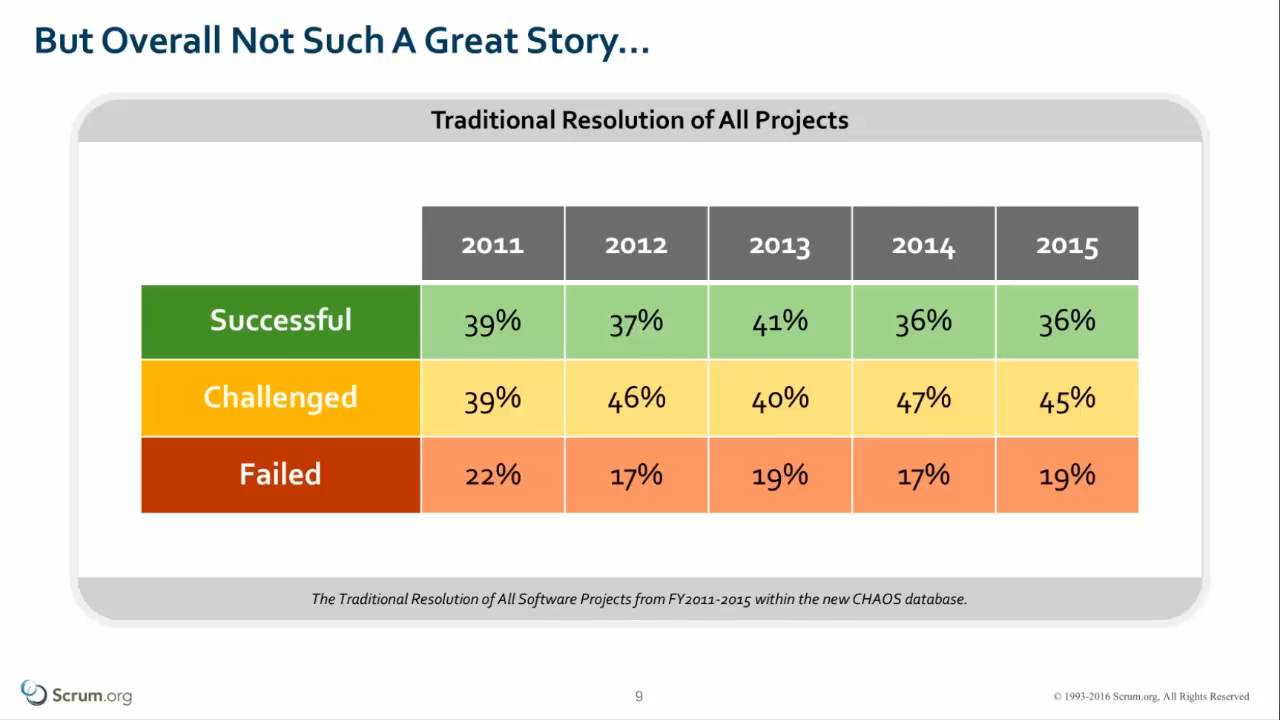 But Overall Not Such A Great Story...
Traditional Resolution of All Projects
2011 2012 2013 2014 2015
Successful 39% 37% 41% 36% 36%
Challenged 39% 46% 40% 47% 45%
Failed 22% 17% 19% 17% 19%
The Traditional Resolution of All Software Projects from FY2011-2015 within the new CHAOS database.
Scrum.org 9 © 1993-2016 Scrum.org, All Rights Reserved